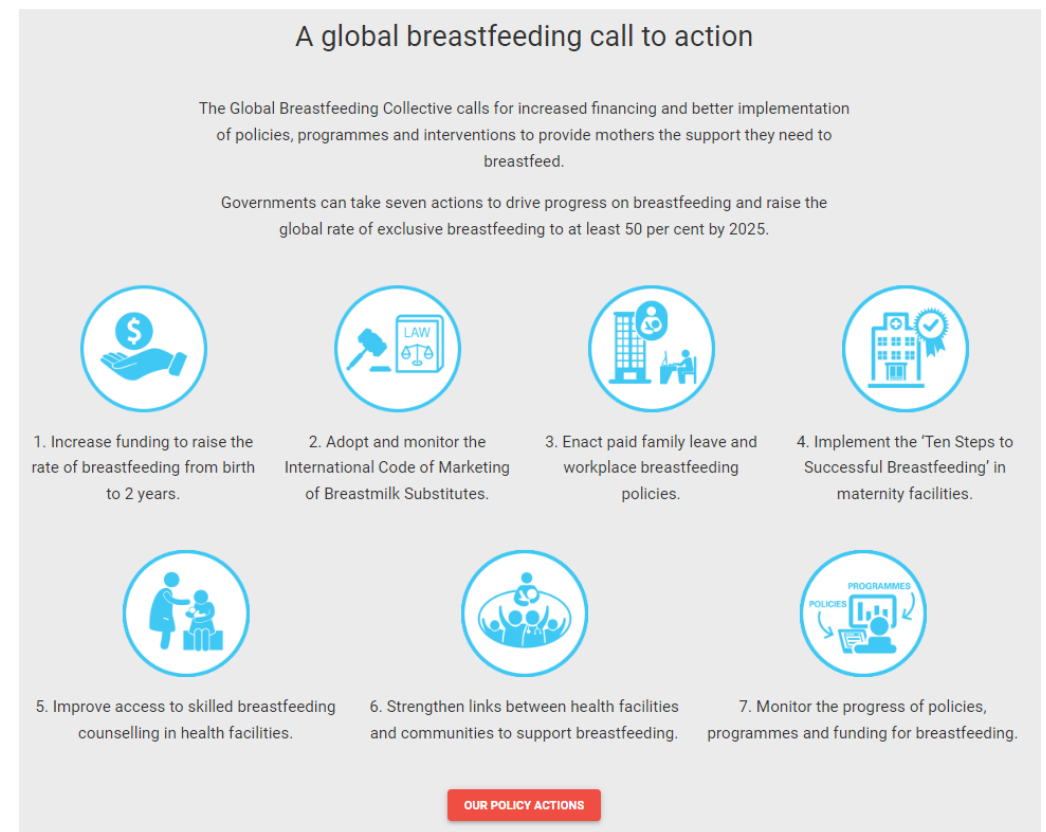 A global breastfeeding call to action
The Global Breastfeeding Collective calls for increased financing and better implementation
of policies, programmes and interventions to provide mothers the support they need to
breastfeed.
Governments can take seven actions to drive progress on breastfeeding and raise the
global rate of exclusive breastfeeding to at least 50 per cent by 2025.
$
LAW
1. Increase funding to raise the
rate of breastfeeding from birth
to 2 years.
2. Adopt and monitor the
International Code of Marketing
of Breastmilk Substitutes.
3. Enact paid family leave and
workplace breastfeeding
policies.
4. Implement the ‘Ten Steps to
Successful Breastfeeding’ in
maternity facilities.
PROGRAMMES
POLICIES
5. Improve access to skilled breastfeeding
counselling in health facilities.
6. Strengthen links between health facilities
and communities to support breastfeeding.
7. Monitor the progress of policies,
programmes and funding for breastfeeding.
OUR POLICY ACTIONS